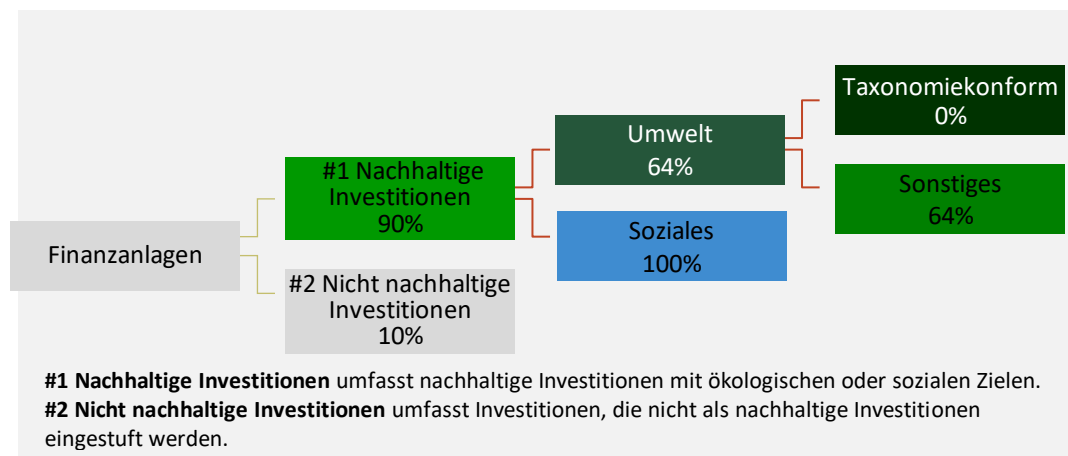 Taxonomiekonform
0%
Umwelt
64%
#1 Nachhaltige
Investitionen
90%
Sonstiges
64%
Finanzanlagen
Soziales
100%
#2 Nicht nachhaltige
Investitionen
10%
#1 Nachhaltige Investitionen umfasst nachhaltige Investitionen mit ökologischen oder sozialen Zielen.
#2 Nicht nachhaltige Investitionen umfasst Investitionen, die nicht als nachhaltige Investitionen
eingestuft werden.